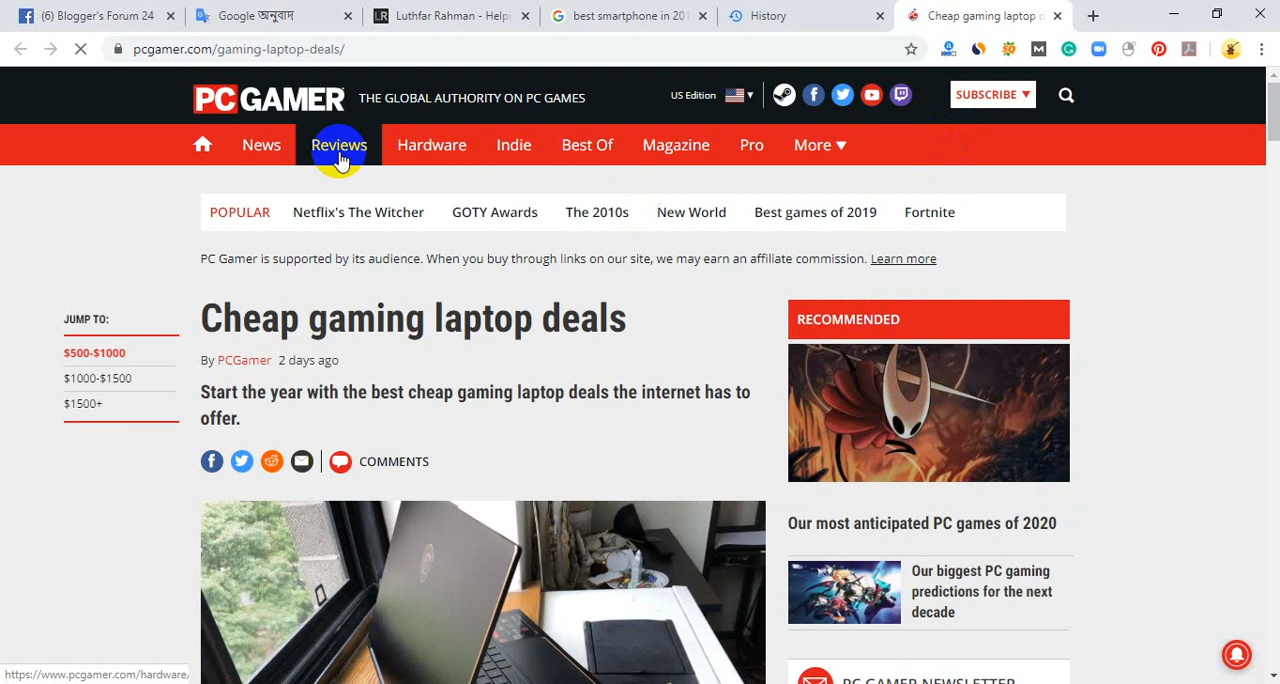 (6) Blogger's Forum 24
Google অনুবাদ
Luthfar Rahman - Help
best smartphone in 201
History
Cheap gaming laptop d
pcgamer.com/gaming-laptop-deals/
PC GAMER THE GLOBAL AUTHORITY ON PC GAMES
US Edition
SUBSCRIBE
News Reviews Hardware Indie Best Of Magazine Pro More
POPULAR Netflix's The Witcher GOTY Awards The 2010s New World Best games of 2019 Fortnite
PC Gamer is supported by its audience. When you buy through links on our site, we may earn an affiliate commission. Learn more
JUMP TO:
$500-$1000
$1000-$1500
$1500+
Cheap gaming laptop deals
By PCGamer 2 days ago
Start the year with the best cheap gaming laptop deals the internet has to
offer.
COMMENTS
RECOMMENDED
Our most anticipated PC games of 2020
Our biggest PC gaming
predictions for the next
decade
PC GAMER NEWSLETTER
https://www.pcgamer.com/hardware/